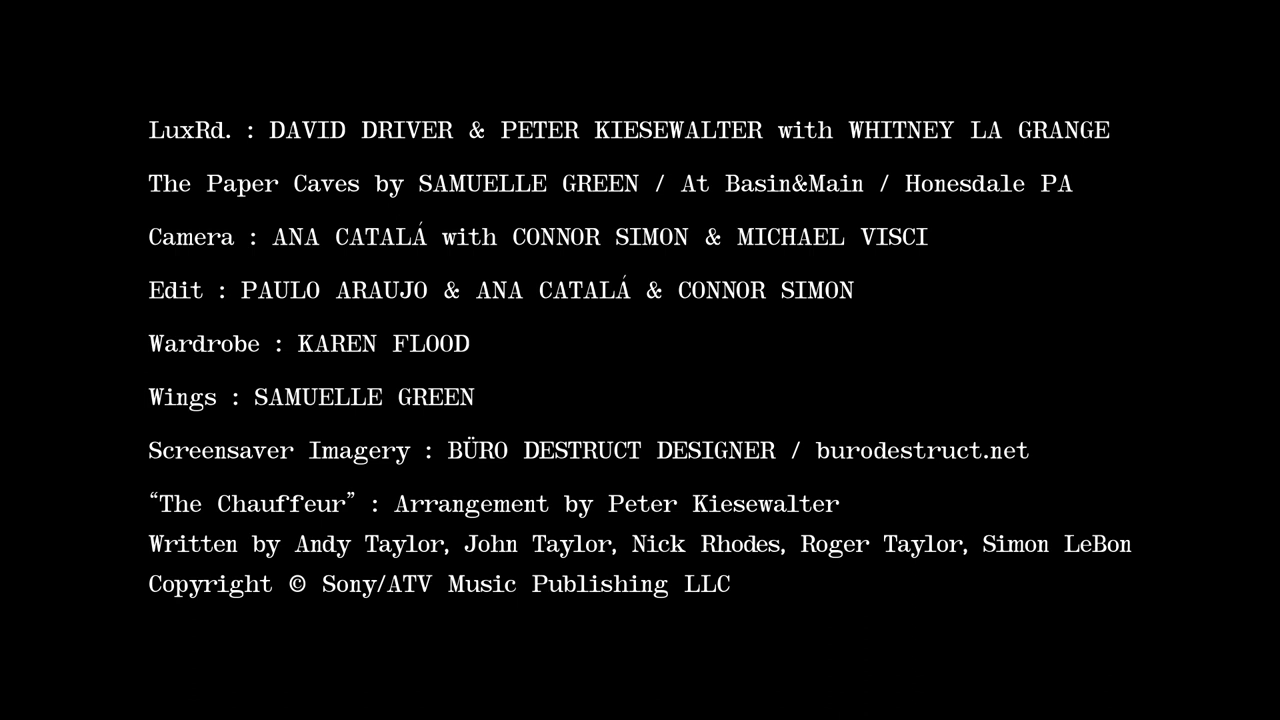 LuxRd. : DAVID DRIVER & PETER KIESEWALTER with WHITNEY LA GRANGE
The Paper Caves by SAMUELLE GREEN / At Basin&Main / Honesdale PA
Camera : ANA CATALÁ with CONNOR SIMON & MICHAEL VISCI
Edit : PAULO ARAUJO & ANA CATALÁ & CONNOR SIMON
Wardrobe : KAREN FLOOD
Wings : SAMUELLE GREEN
Screensaver Imagery : BÜRO DESTRUCT DESIGNER / burodestruct.net
“The Chauffeur” : Arrangement by Peter Kiesewalter
Written by Andy Taylor, John Taylor, Nick Rhodes, Roger Taylor, Simon LeBon
Copyright © Sony/ATV Music Publishing LLC